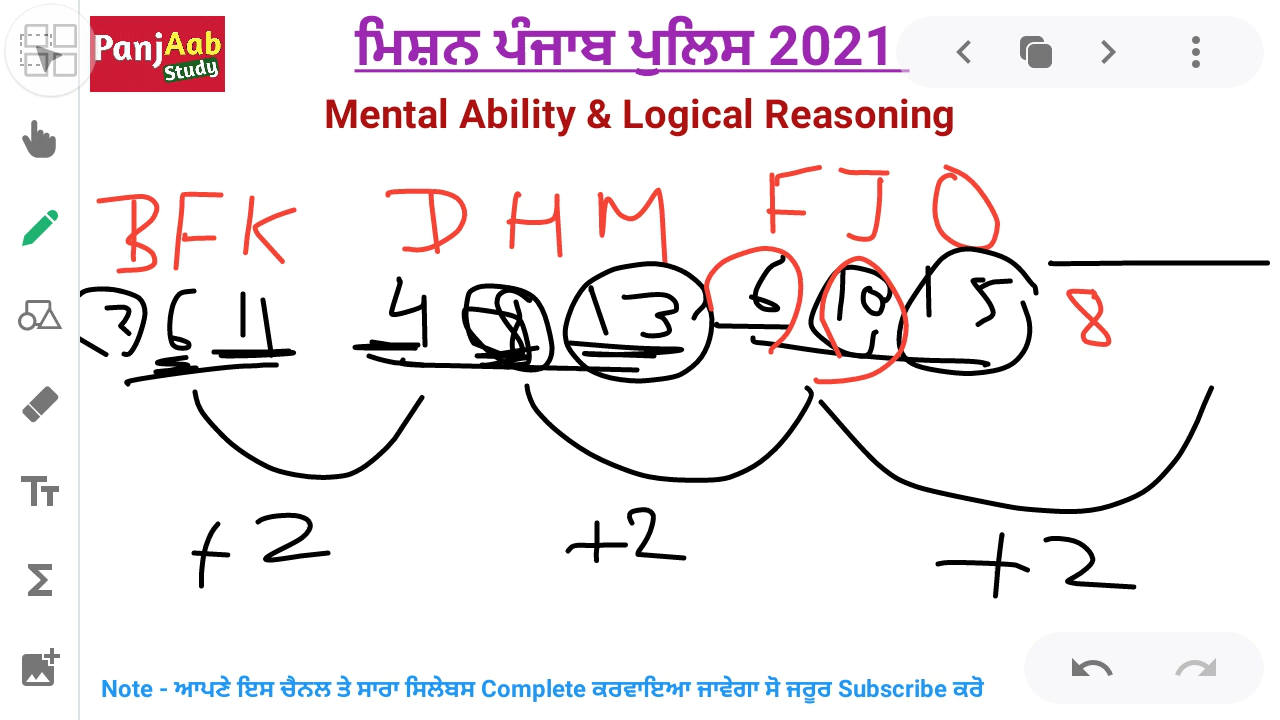 PanjAab Study
ਮਿਸ਼ਨ ਪੰਜਾਬ ਪੁਲਿਸ 2021
Mental Ability & Logical Reasoning
BFK DHM FJO
2 6 11 4 8 13 6 10 15 8
+2 +2 +2
Note - ਆਪਣੇ ਇਸ ਚੈਨਲ ਤੇ ਸਾਰਾ ਸਿਲੇਬਸ Complete ਕਰਵਾਇਆ ਜਾਵੇਗਾ ਸੋ ਜਰੂਰ Subscribe ਕਰੋ